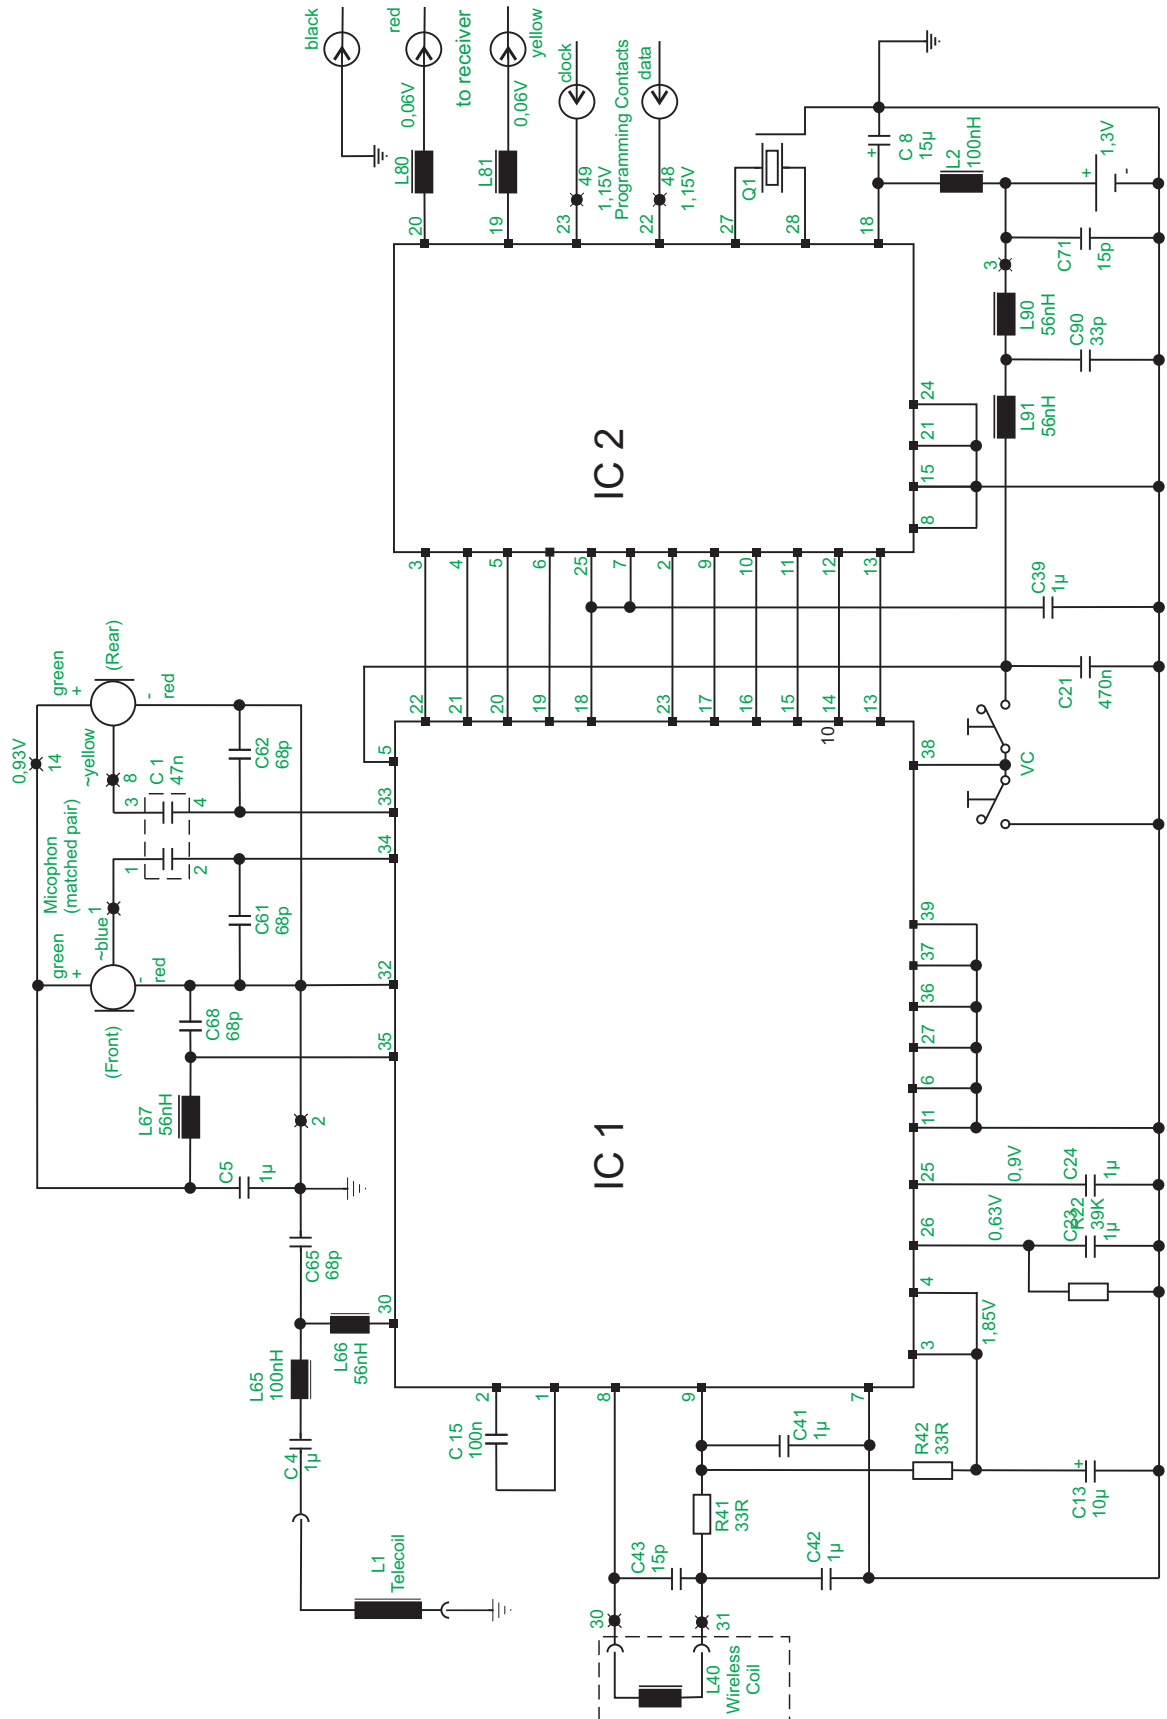 black
red
0,06V
to receiver
yellow
0,06V
clock
Programming Contacts
data
L80
L81
49
1,15V
48
1,15V
Q1
+
C 8
15µ
L2
100nH
+
1,3V
-
20
19
23
22
27
28
18
3
C71
15p
L90
56nH
C90
33p
L91
56nH
24
21
15
8
IC 2
3
4
5
6
25
7
2
9
10
11
12
13
C39
1µ
22
21
20
19
18
23
17
16
15
14
10
13
C21
470n
0,93V
14
green
+
(Rear)
-
red
~yellow
8
C 1
47n
3
4
1
2
C62
68p
Micophon
(matched pair)
green
+
~blue
1
(Front)
-
red
C61
68p
C68
68p
L67
56nH
C5
1µ
2
5
33
34
32
35
30
38
VC
39
37
36
27
6
11
25
26
4
3
IC 1
0,9V
C24
1µ
0,63V
C23
1µ
R22
39K
1,85V
C65
68p
L65
100nH
L66
56nH
C 4
1µ
L1
Telecoil
2
1
C 15
100n
8
9
7
C41
1µ
R42
33R
+
C13
10µ
R41
33R
C43
15p
C42
1µ
30
31
L40
Wireless
Coil